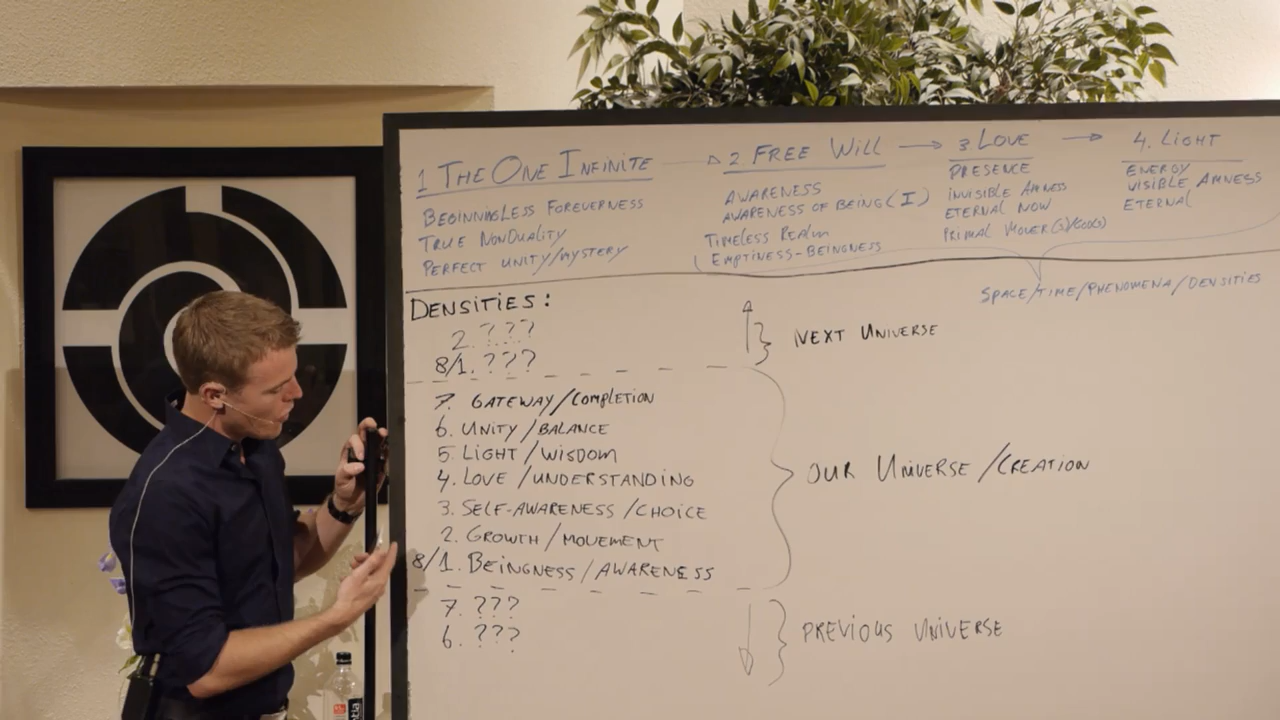 1 THE ONE INFINITE → 2 FREE WILL → 3 LOVE → 4. LIGHT
BEGINNINGLESS FOREVERNESS
TRUE NONDUALITY
PERFECT UNITY/MYSTERY
AWARENESS
AWARENESS OF BEING (I)
TIMELESS REALM
EMPTINESS-BEINGNESS
PRESENCE
INVISIBLE AMNESS
ETERNAL NOW
PRIMAL MOVER(S)/GOD(S)
ENERGY
VISIBLE AMNESS
ETERNAL
SPACE/TIME/PHENOMENA/DENSITIES
DENSITIES:
2. ???
8/1. ???
NEXT UNIVERSE
7. GATEWAY/COMPLETION
6. UNITY/BALANCE
5. LIGHT/WISDOM
4. LOVE/UNDERSTANDING
3. SELF-AWARENESS/CHOICE
2. GROWTH/MOVEMENT
8/1. BEINGNESS/AWARENESS
OUR UNIVERSE/CREATION
7. ???
6. ???
PREVIOUS UNIVERSE